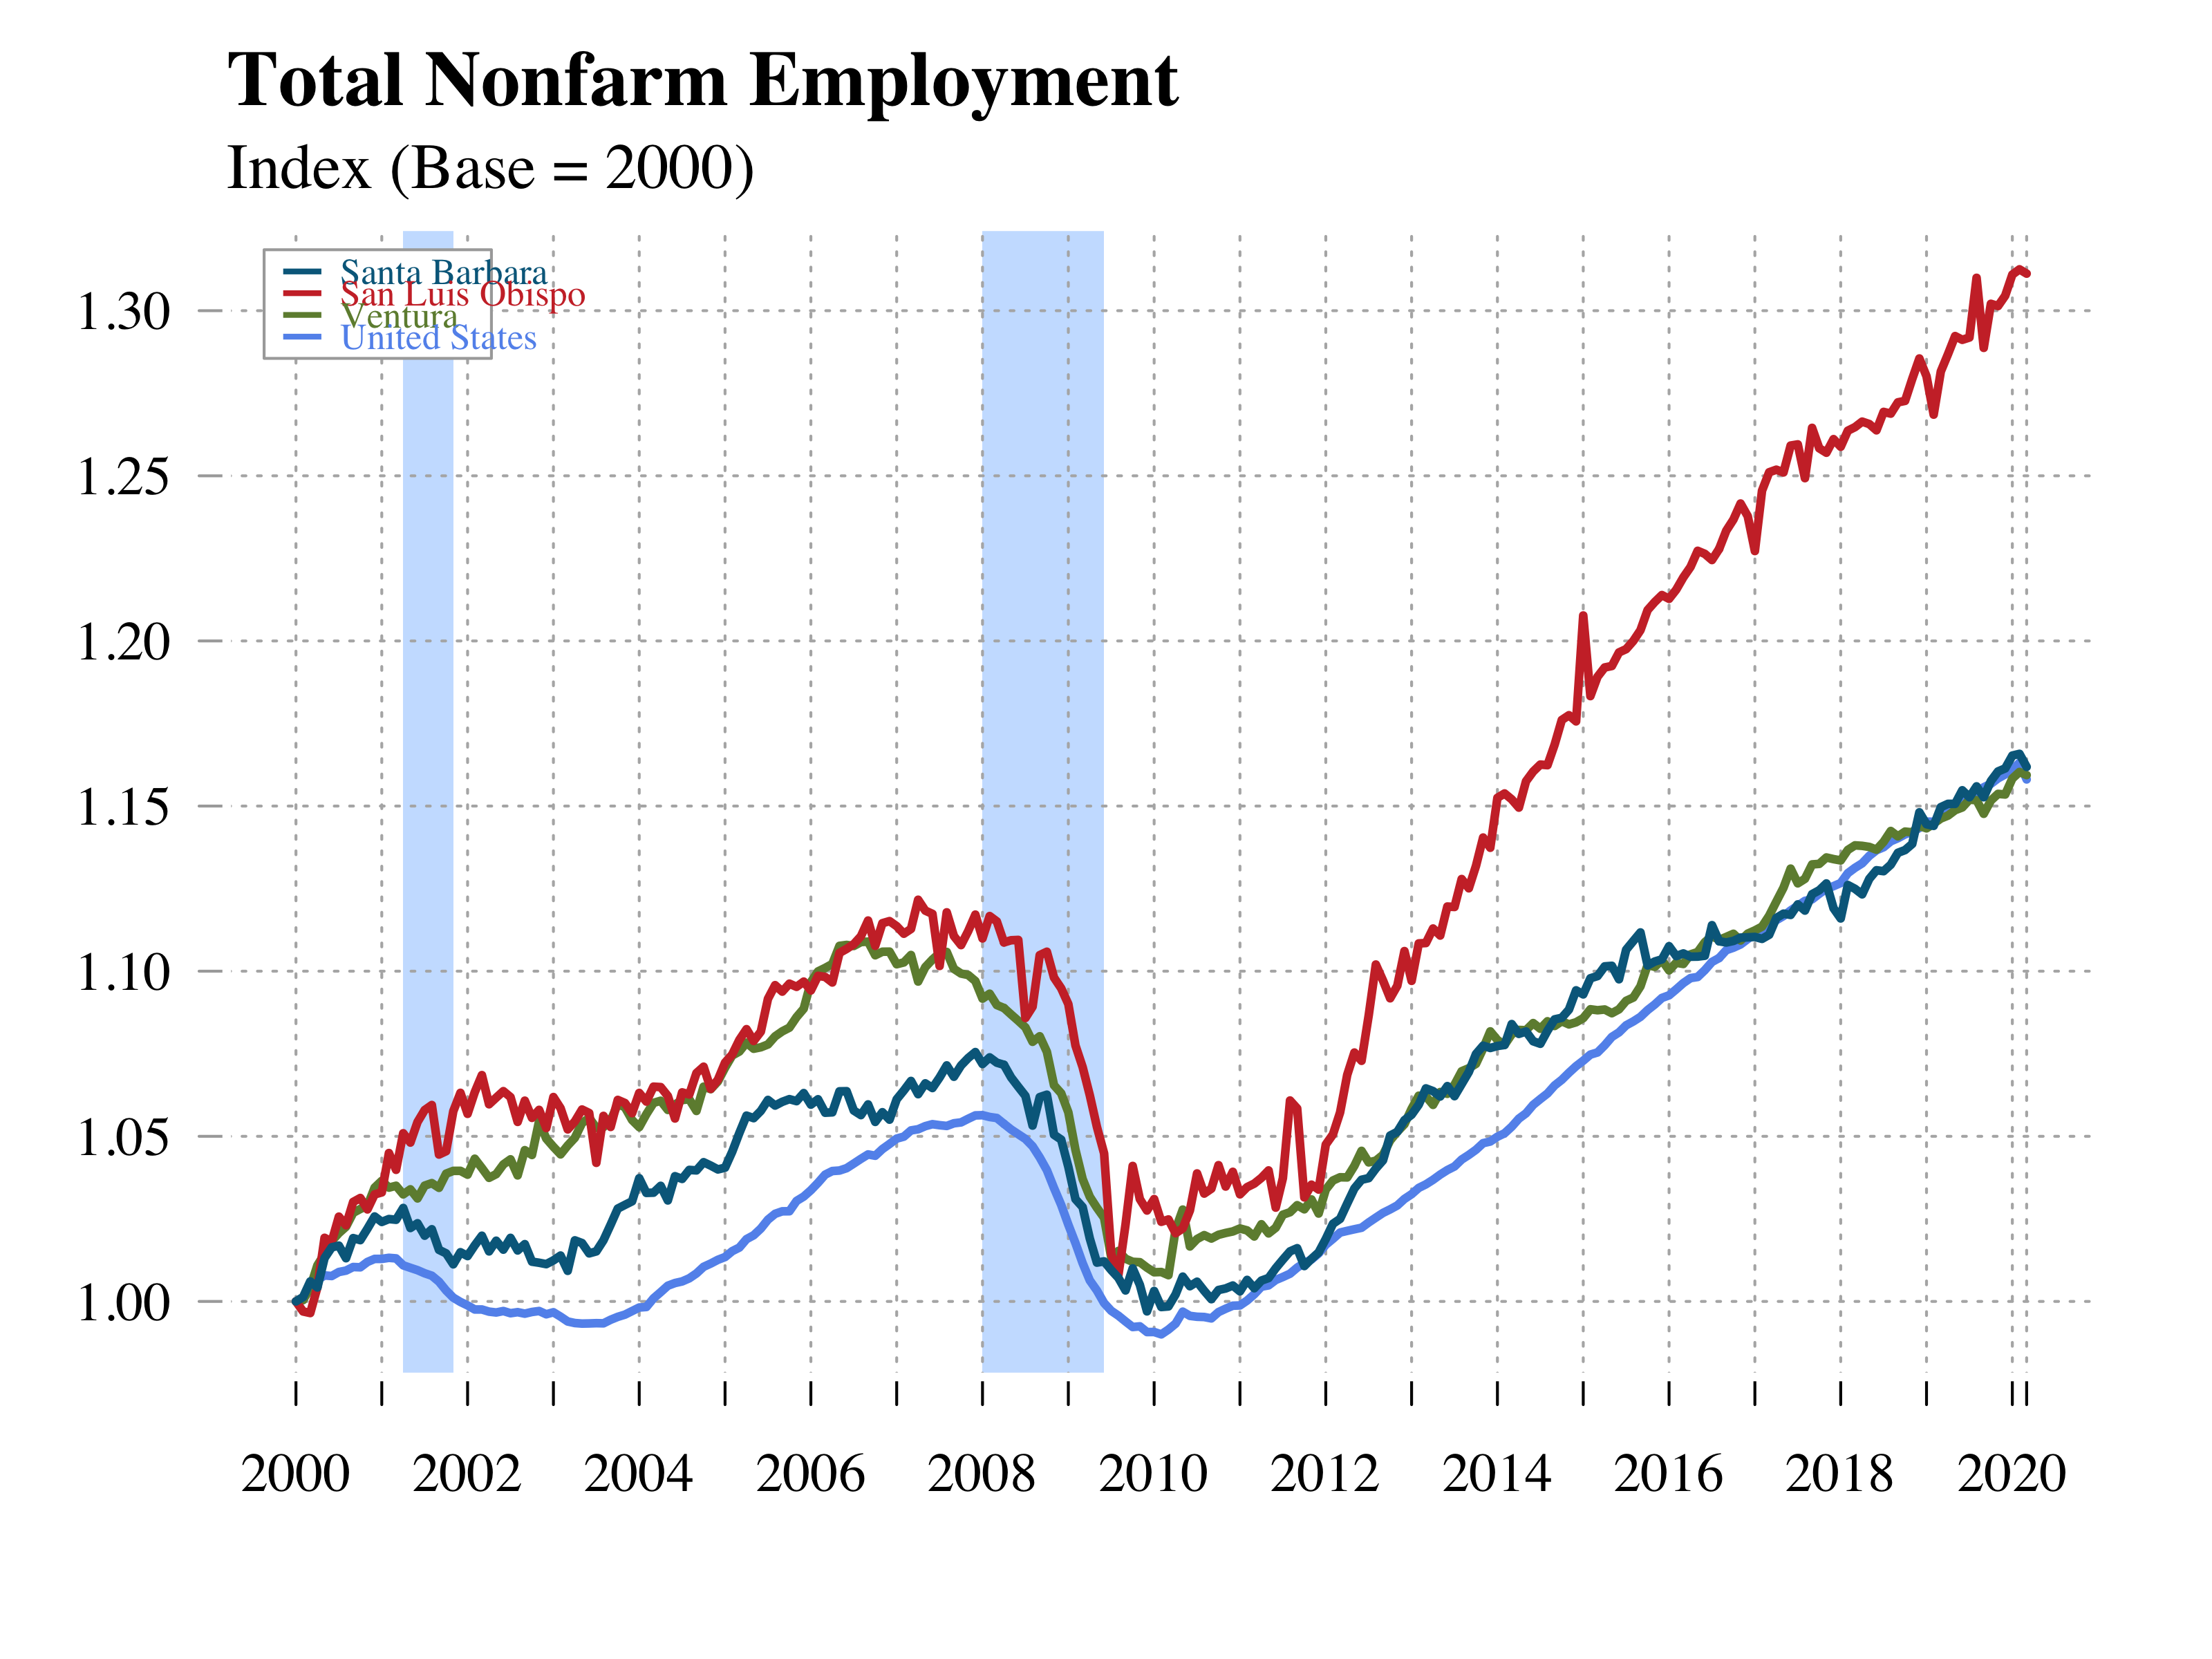 Total Nonfarm Employment
Index (Base = 2000)
Santa Barbara
San Luis Obispo
Ventura
United States
1.30
1.25
1.20
1.15
1.10
1.05
1.00
2000 2002 2004 2006 2008 2010 2012 2014 2016 2018 2020